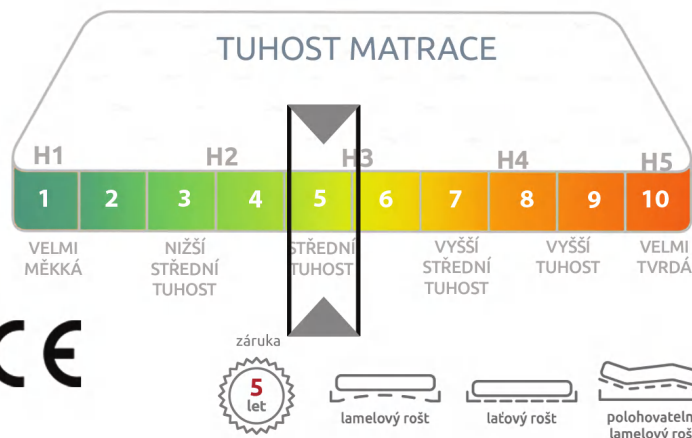 TUHOST MATRACE
H1 H2 H3 H4 H5
1 2 3 4 5 6 7 8 9 10
VELMI
MĚKKÁ
NIŽŠÍ
STŘEDNÍ
TUHOST
STŘEDNÍ
TUHOST
VYŠŠÍ
STŘEDNÍ
TUHOST
VYŠŠÍ
TUHOST
VELMI
TVRDÁ
CE
záruka
5
let
lamelový rošt
laťový rošt
polohovateln
lamelový roš